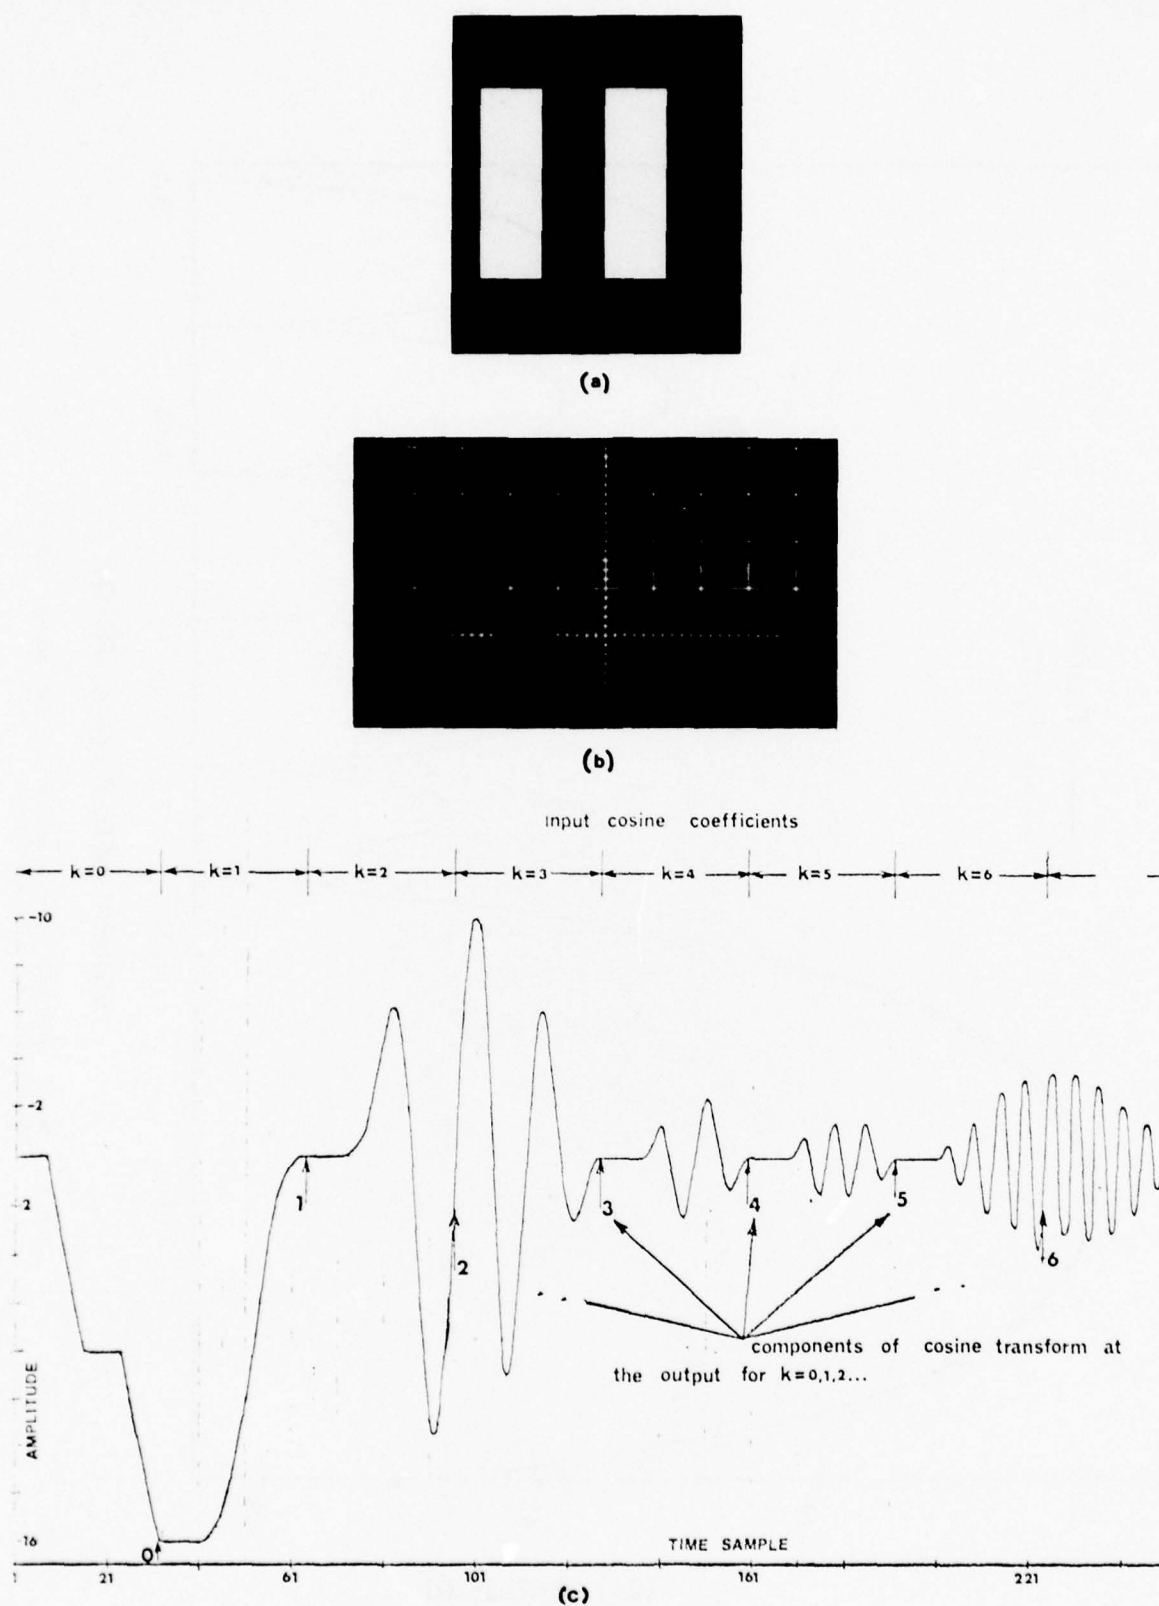 (a)
(b)
Input cosine coefficients
k=0 k=1 k=2 k=3 k=4 k=5 k=6
-10
-2
2
1 2 3 4 5 6
components of cosine transform at
the output for k=0,1,2...
AMPLITUDE
16
0
TIME SAMPLE
1 21 61 101 161 221
(c)